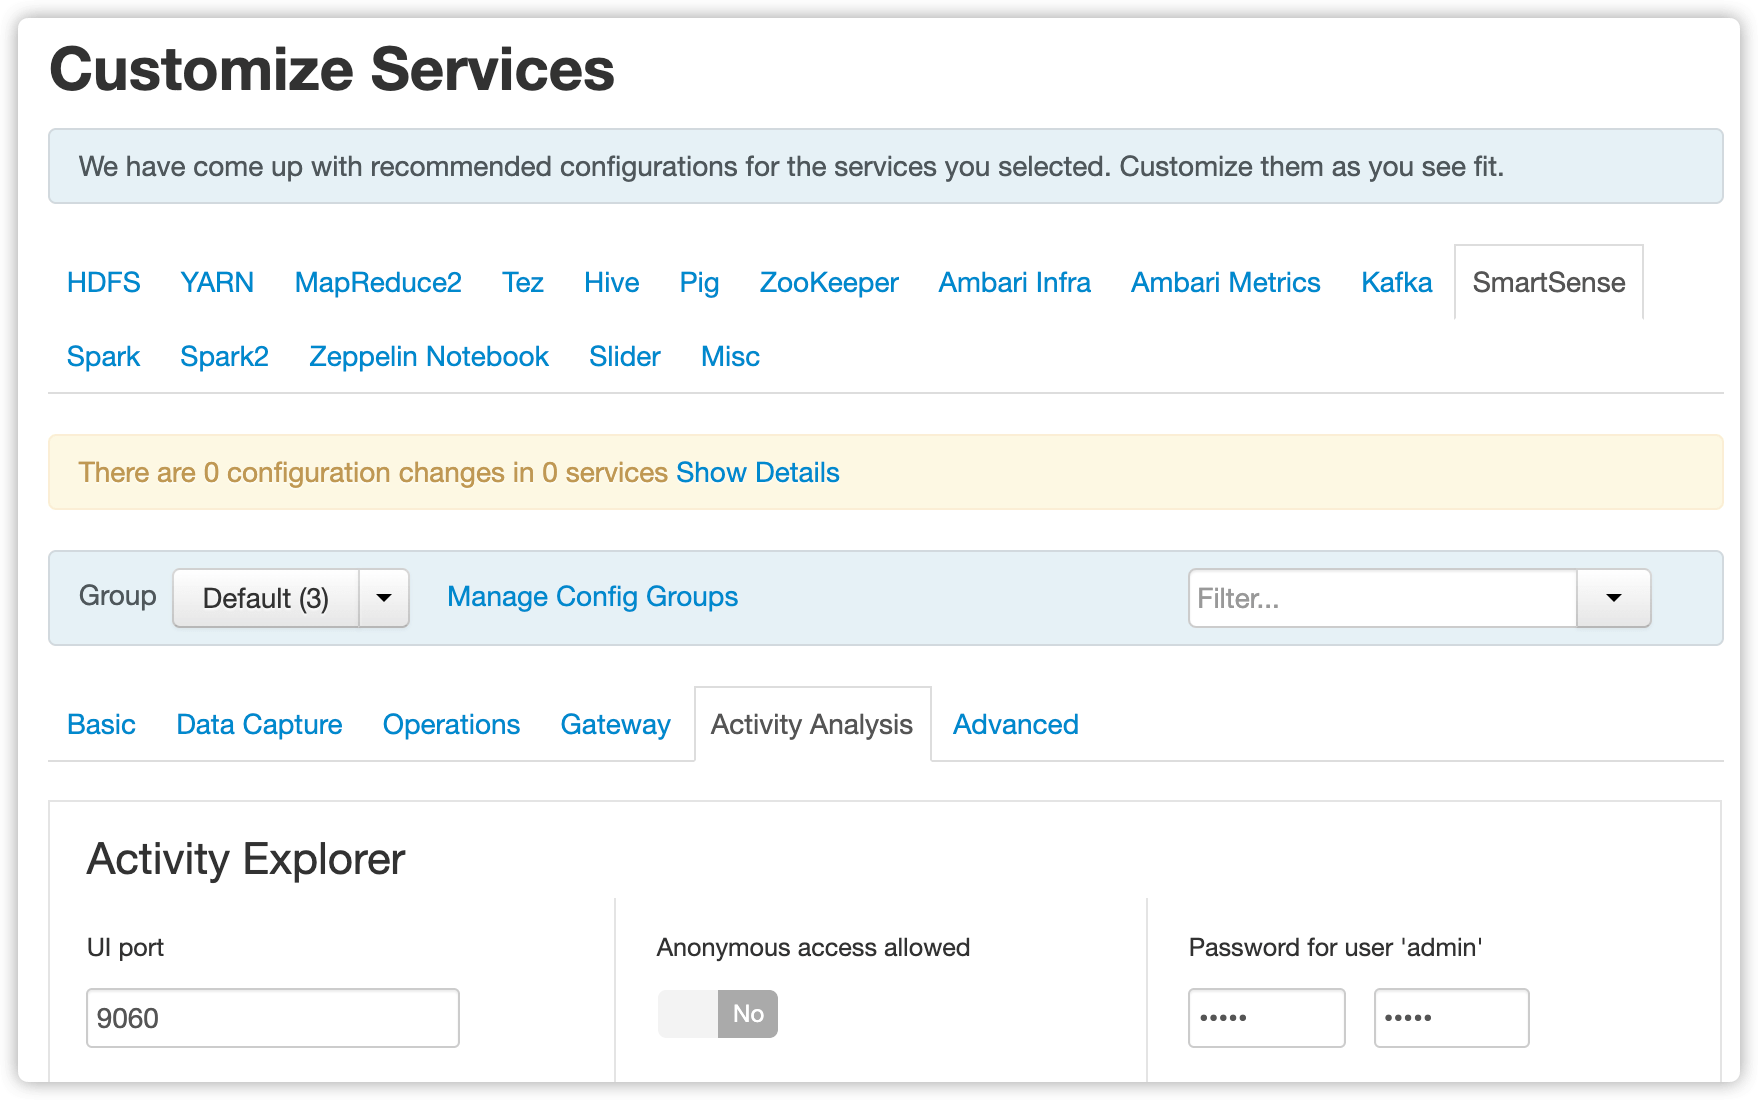 Customize Services
We have come up with recommended configurations for the services you selected. Customize them as you see fit.
HDFS YARN MapReduce2 Tez Hive Pig ZooKeeper Ambari Infra Ambari Metrics Kafka SmartSense
Spark Spark2 Zeppelin Notebook Slider Misc
There are 0 configuration changes in 0 services Show Details
Group Default (3) Manage Config Groups Filter...
Basic Data Capture Operations Gateway Activity Analysis Advanced
Activity Explorer
UI port Anonymous access allowed Password for user 'admin'
9060 No ••••• •••••